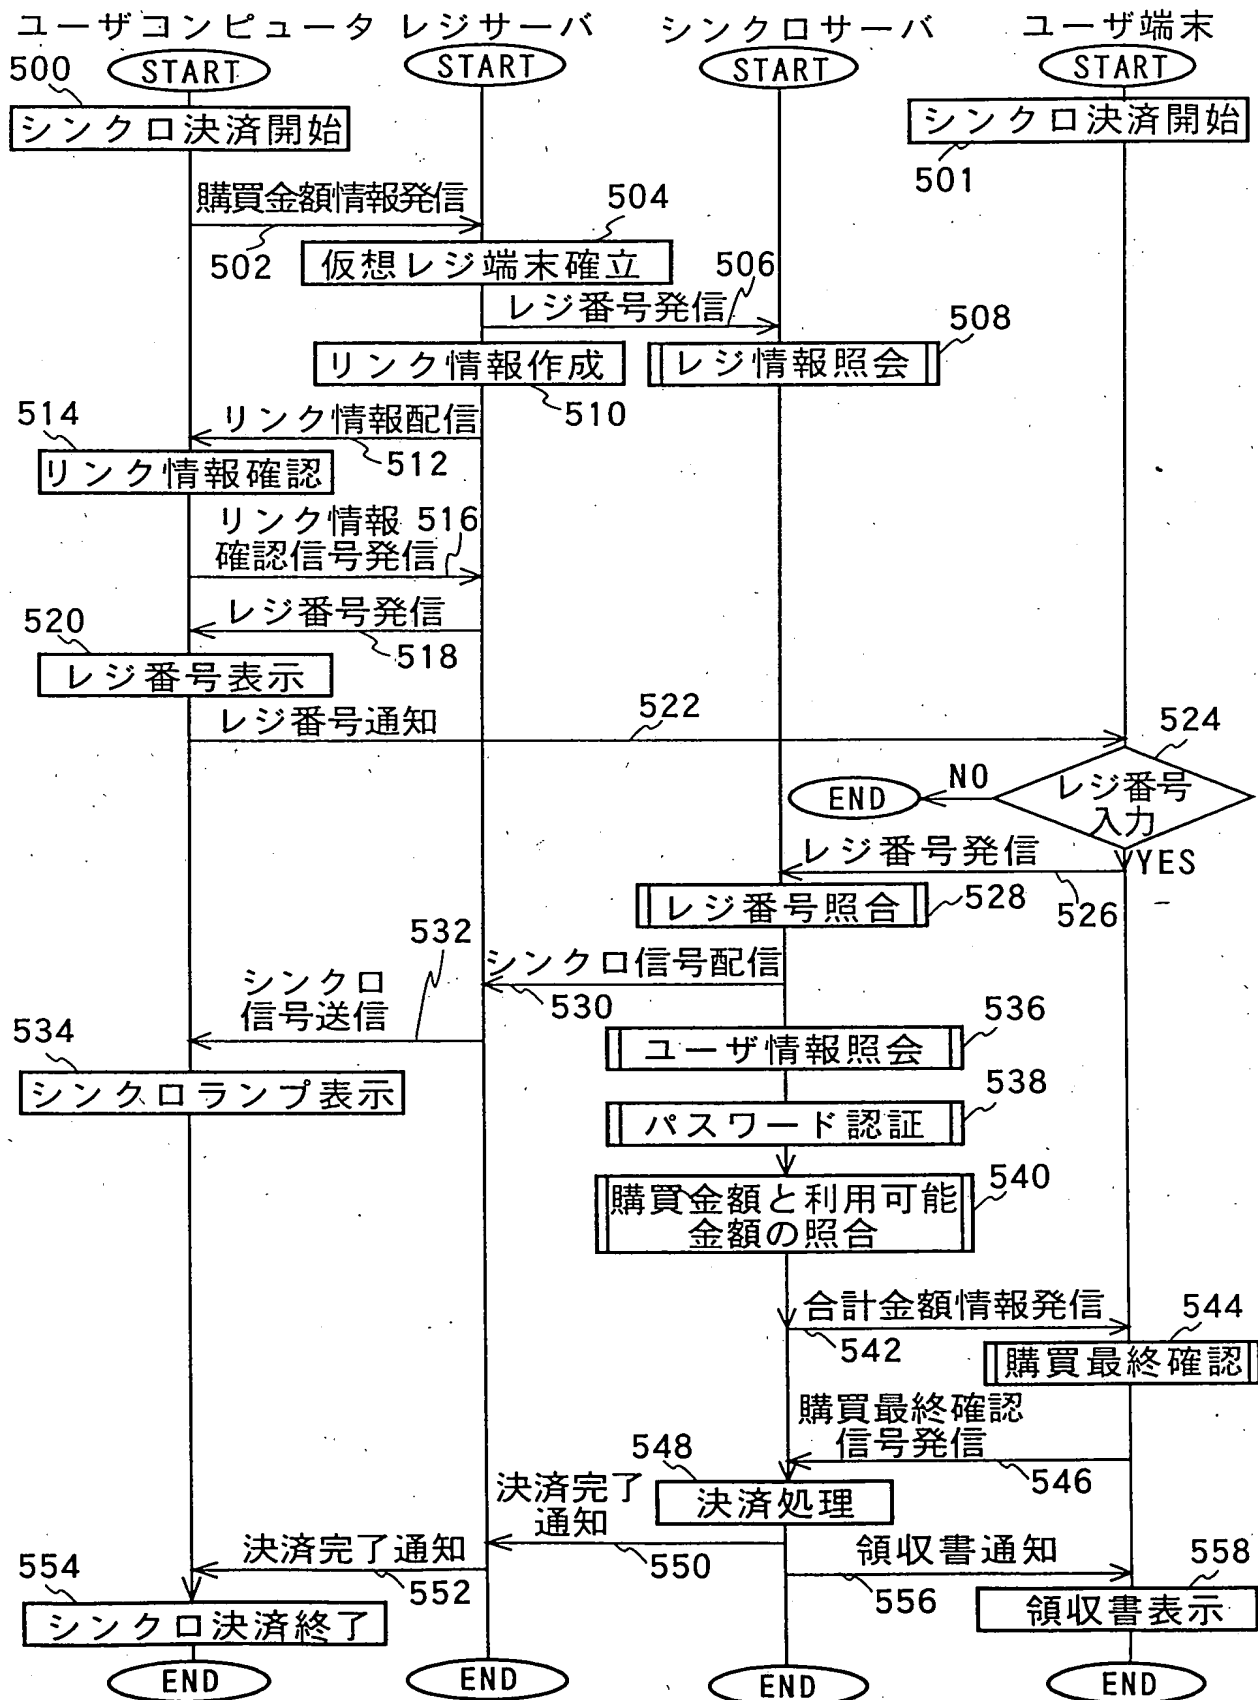 ユーザコンピュータ レジサーバ シンクロサーバ ユーザ端末
START START START START
500
シンクロ決済開始 シンクロ決済開始
501
購買金額情報発信
502
504
仮想レジ端末確立
506
レジ番号発信
508
リンク情報作成 レジ情報照会
510
514
リンク情報配信
512
リンク情報確認
リンク情報 516
確認信号発信
520
レジ番号発信
518
レジ番号表示
レジ番号通知
522
524
レジ番号
入力
NO
END
YES
レジ番号発信
526
レジ番号照合
528
532
シンクロ信号配信
530
シンクロ
信号送信
534
536
ユーザ情報照会
シンクロランプ表示
538
パスワード認証
540
購買金額と利用可能
金額の照合
合計金額情報発信
542
544
購買最終確認
購買最終確認
信号発信
546
548
決済処理
決済完了
通知
550
決済完了通知
552
領収書通知
556
554
558
シンクロ決済終了 領収書表示
END END END END